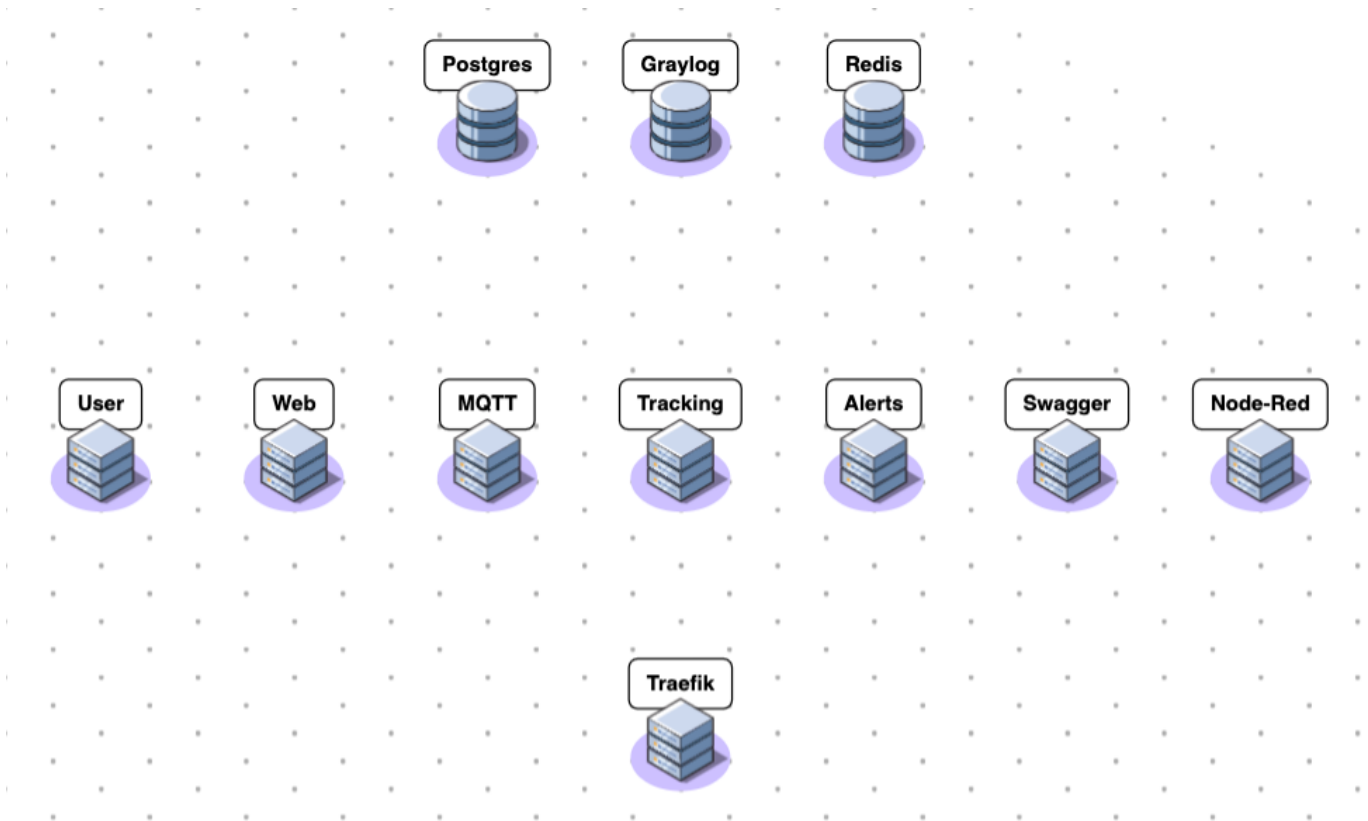 Postgres
Graylog
Redis
User
Web
MQTT
Tracking
Alerts
Swagger
Node-Red
Traefik